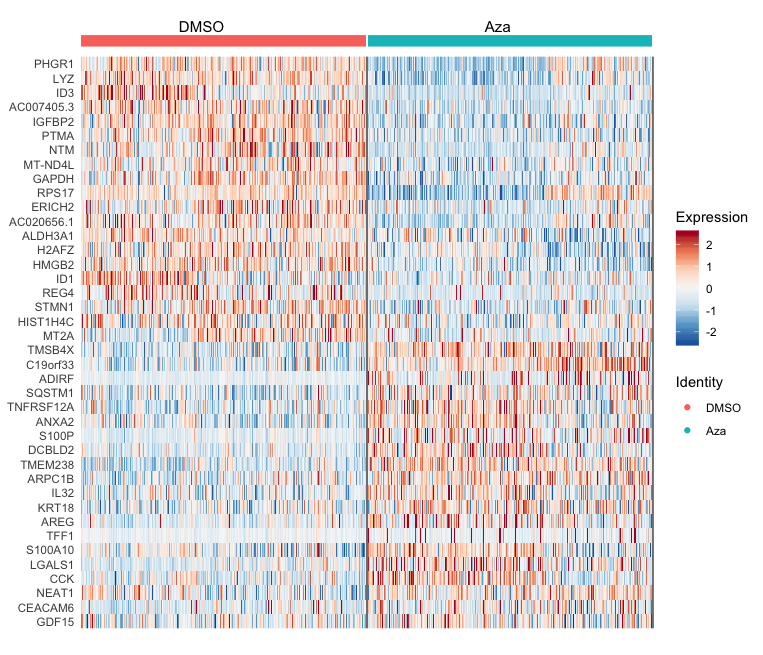 DMSO Aza
PHGR1
LYZ
ID3
AC007405.3
IGFBP2
PTMA
NTM
MT-ND4L
GAPDH
RPS17
ERICH2
AC020656.1
ALDH3A1
H2AFZ
HMGB2
ID1
REG4
STMN1
HIST1H4C
MT2A
TMSB4X
C19orf33
ADIRF
SQSTM1
TNFRSF12A
ANXA2
S100P
DCBLD2
TMEM238
ARPC1B
IL32
KRT18
AREG
TFF1
S100A10
LGALS1
CCK
NEAT1
CEACAM6
GDF15
Expression
2
1
0
-1
-2
Identity
DMSO
Aza